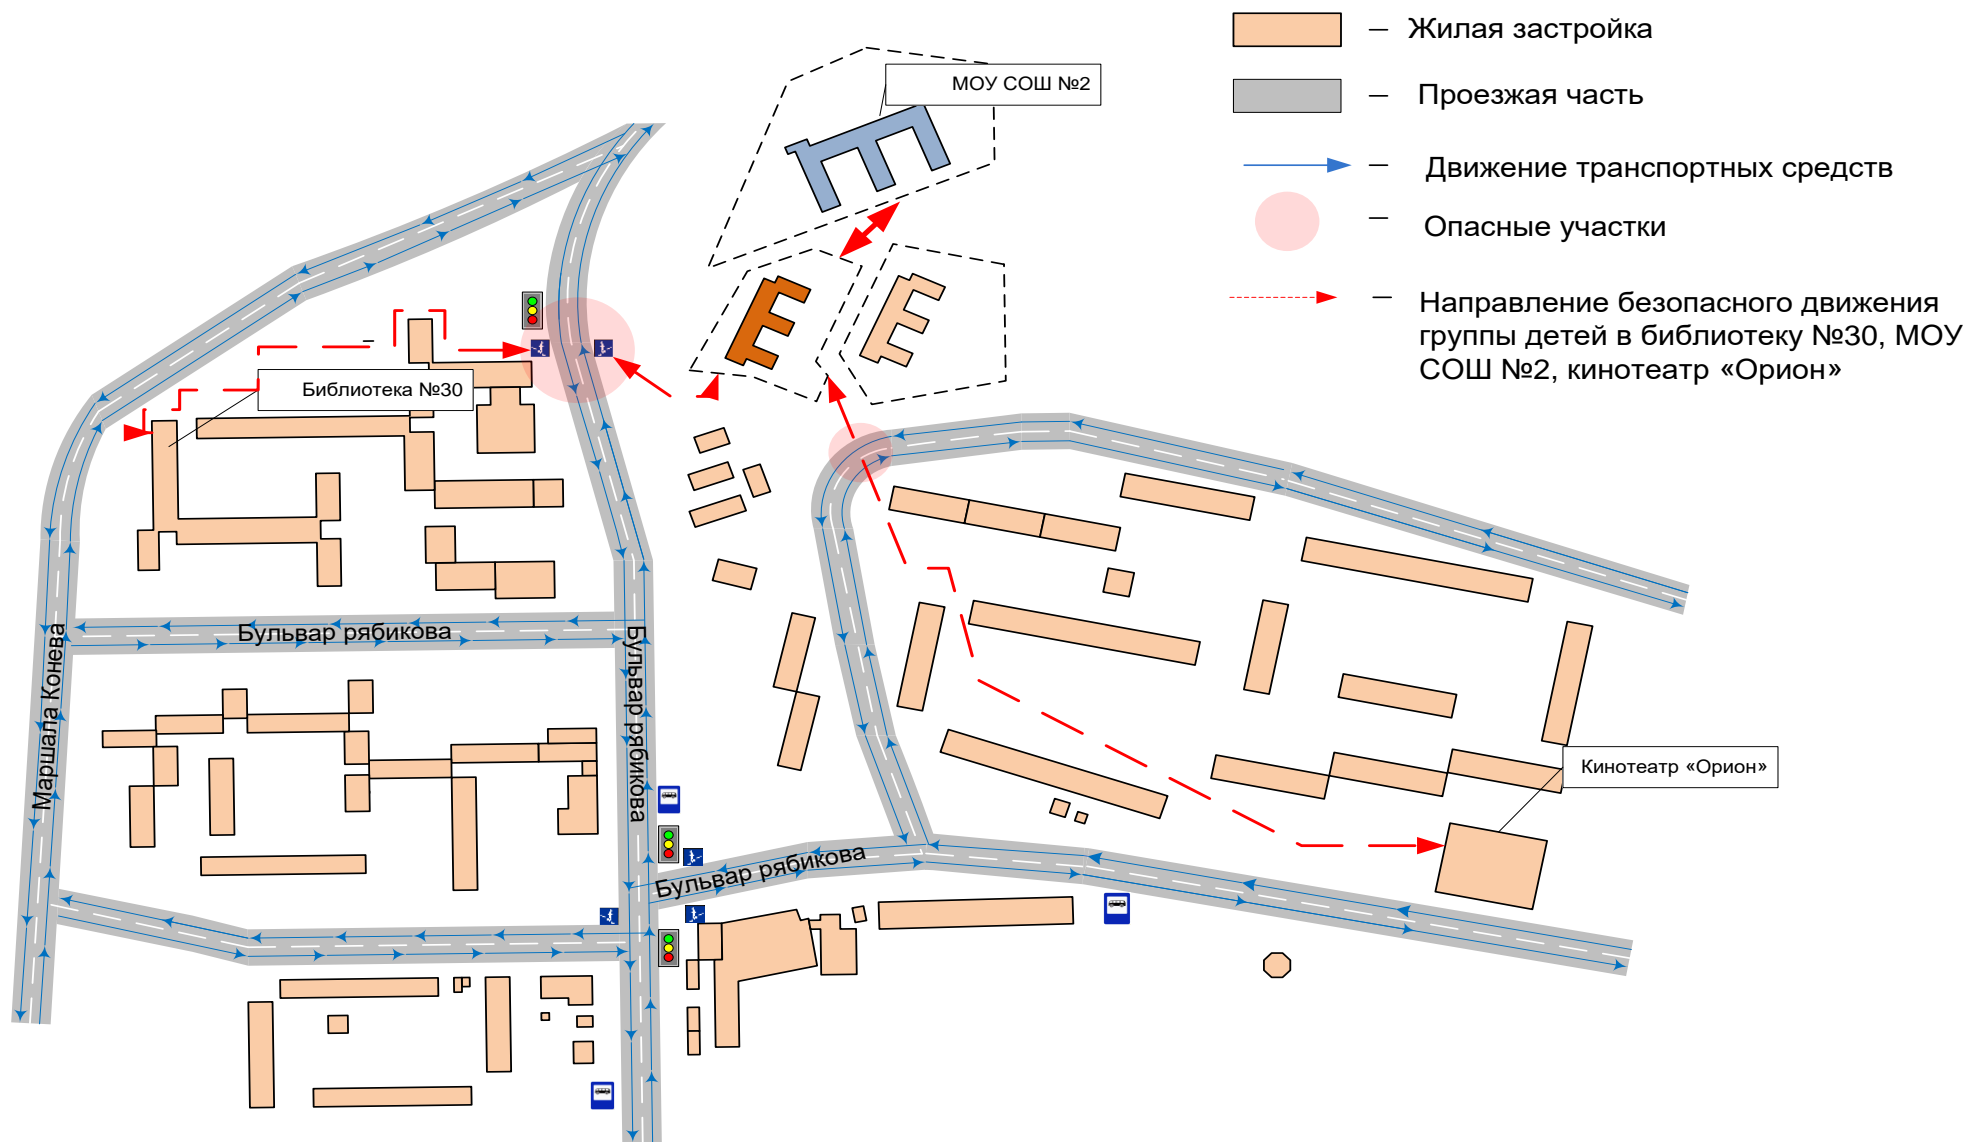 Жилая застройка
МОУ СОШ №2
Проезжая часть
Движение транспортных средств
Опасные участки
Направление безопасного движения
группы детей в библиотеку №30, МОУ
СОШ №2, кинотеатр «Орион»
Библиотека №30
Бульвар рябикова
Маршала Конева
Бульвар рябикова
Кинотеатр «Орион»
Бульвар рябикова